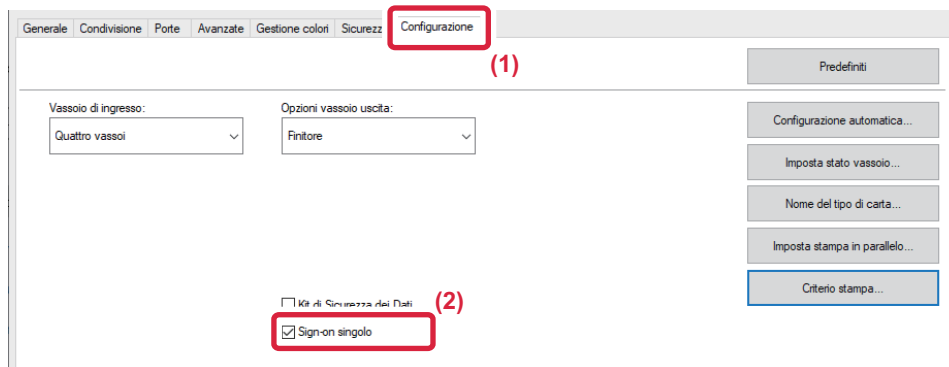 Generale Condivisione Porte Avanzate Gestione colori Sicurezz Configurazione
(1)
Predefiniti
Vassoio di ingresso: Opzioni vassoio uscita:
Quattro vassoi Finitore
Configurazione automatica...
Imposta stato vassoio...
Nome del tipo di carta...
Imposta stampa in parallelo...
Criterio stampa...
Kit di Sicurezza dei Dati (2)
Sign-on singolo